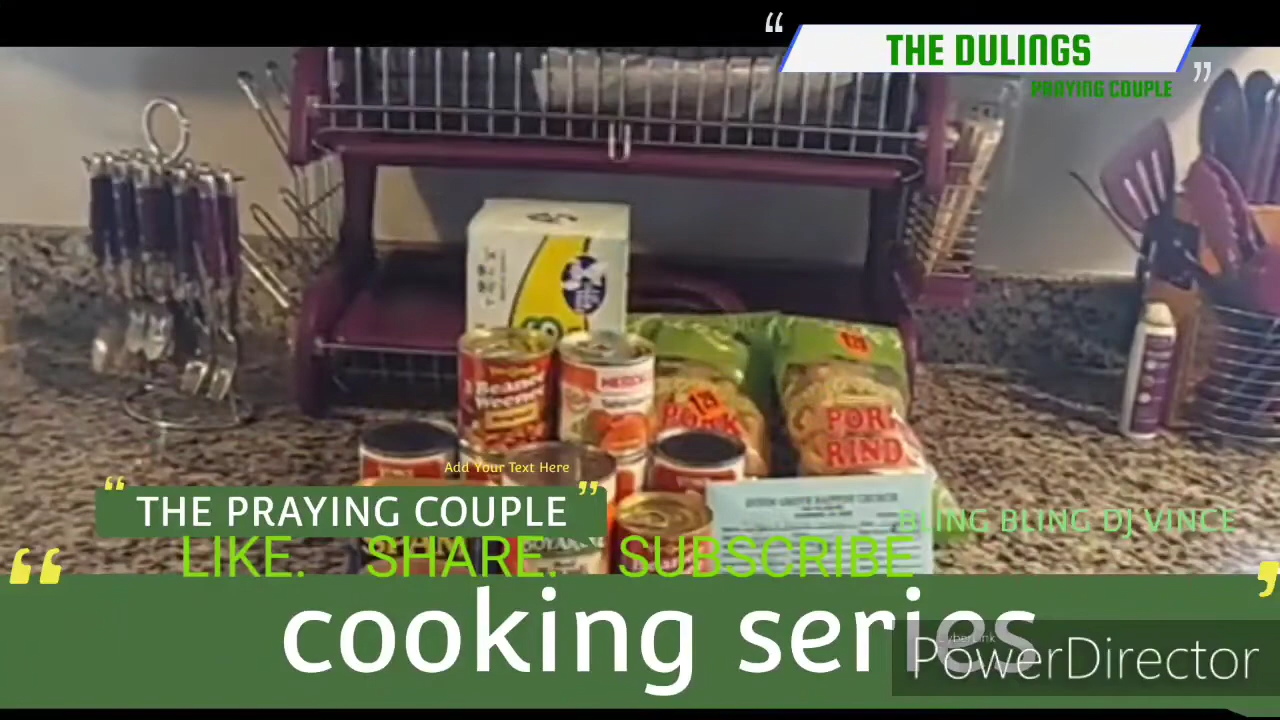 “
THE DULINGS
”
PRAYING COUPLE
Beanee
Weenee
PORK
PORK
RIND
Add Your Text Here
“THE PRAYING COUPLE”
BLING BLING DJ VINCE
LIKE. SHARE. SUBSCRIBE
“
cooking series
CyberLink
PowerDirector